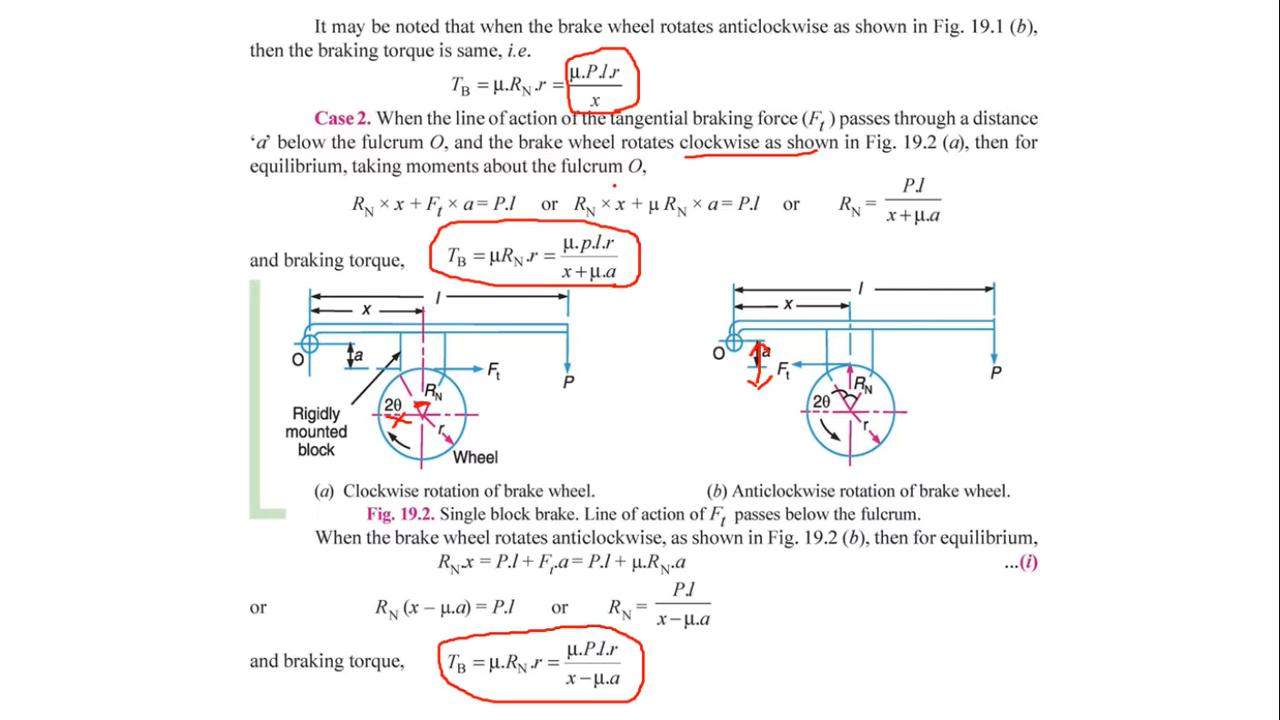 It may be noted that when the brake wheel rotates anticlockwise as shown in Fig. 19.1 (b),
then the braking torque is same, i.e.
T_B = μ.R_N .r = μ.P.l.r / x
Case 2. When the line of action of the tangential braking force (F_t) passes through a distance
‘a’ below the fulcrum O, and the brake wheel rotates clockwise as shown in Fig. 19.2 (a), then for
equilibrium, taking moments about the fulcrum O,
R_N × x + F_t × a = P.l or R_N × x + μ R_N × a = P.l or R_N = P.l / x + μ.a
and braking torque, T_B = μ R_N .r = μ.p.l.r / x + μ.a
l
x
O
a
F_t
P
R_N
2θ
r
Rigidly
mounted
block
Wheel
l
x
O
a
F_t
P
R_N
2θ
r
(a) Clockwise rotation of brake wheel.
(b) Anticlockwise rotation of brake wheel.
Fig. 19.2. Single block brake. Line of action of F_t passes below the fulcrum.
When the brake wheel rotates anticlockwise, as shown in Fig. 19.2 (b), then for equilibrium,
R_N.x = P.l + F_t.a = P.l + μ.R_N.a ...(i)
or R_N (x – μ.a) = P.l or R_N = P.l / x – μ.a
and braking torque, T_B = μ.R_N .r = μ.P.l.r / x – μ.a